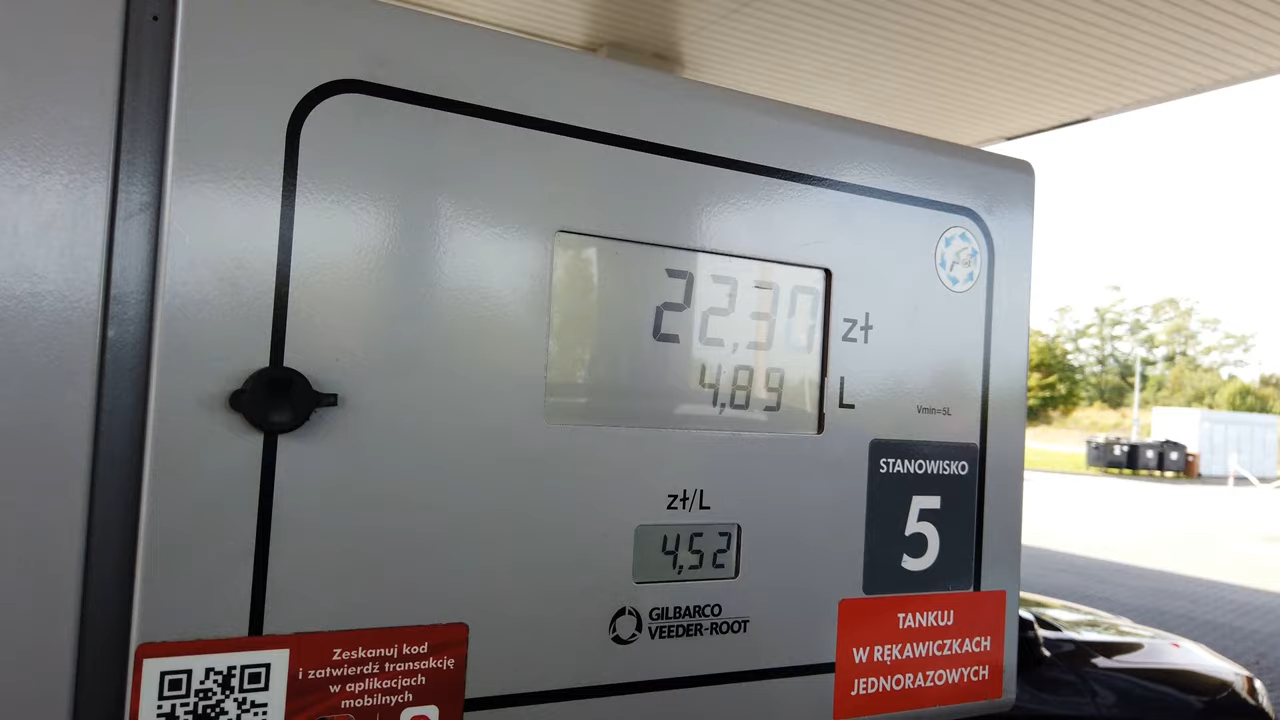 22,30 zł
4,89 L
Vmin=5L
STANOWISKO
5
zł/L
4,52
GILBARCO
VEEDER-ROOT
TANKUJ
W RĘKAWICZKACH
JEDNORAZOWYCH
Zeskanuj kod
i zatwierdź transakcję
w aplikacjach
mobilnych